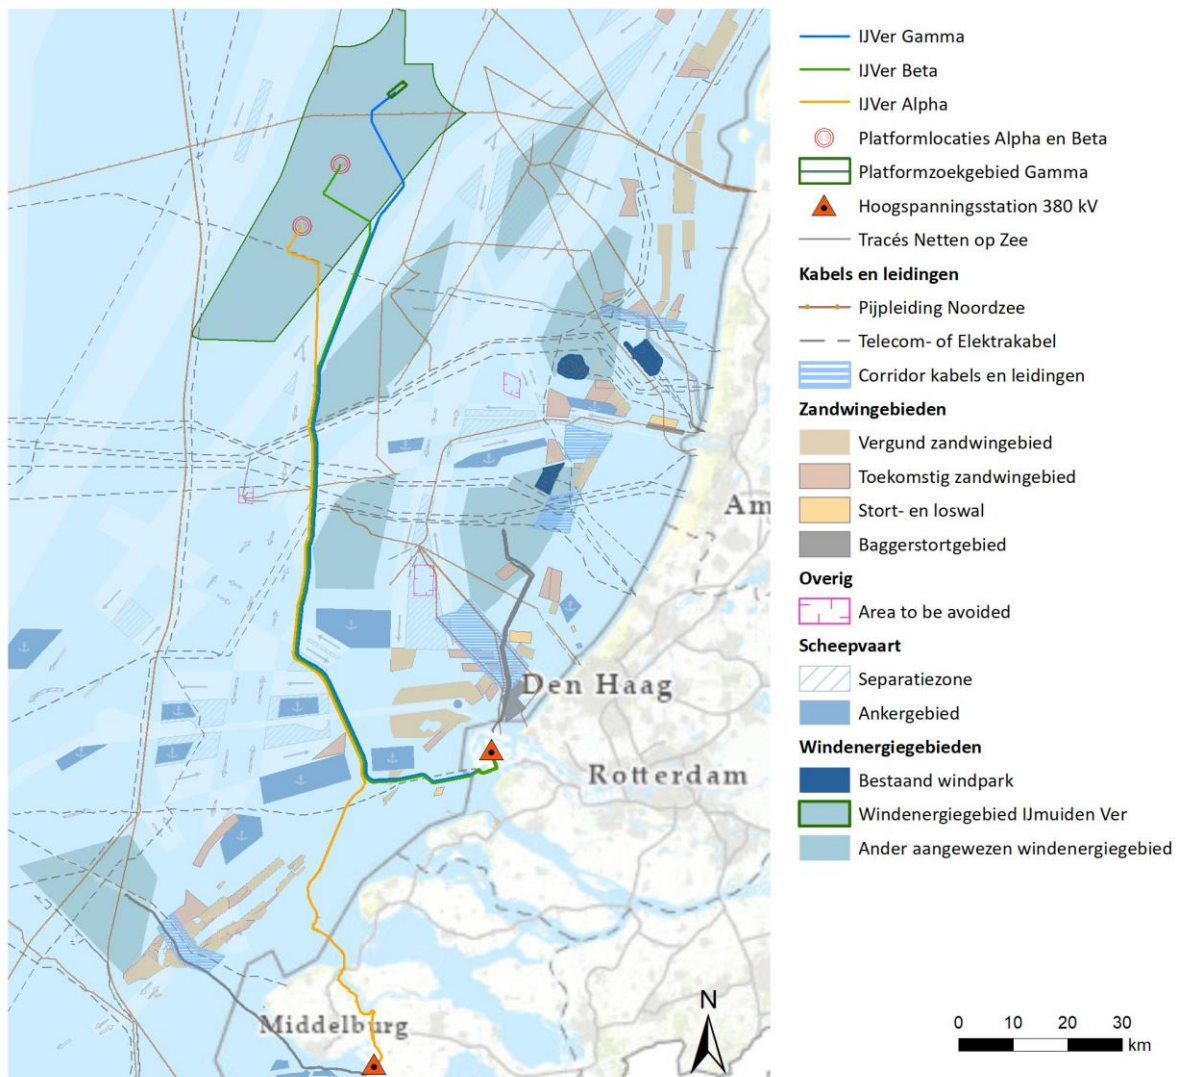 IJVer Gamma
IJVer Beta
IJVer Alpha
Platformlocaties Alpha en Beta
Platformzoekgebied Gamma
Hoogspanningsstation 380 kV
Tracés Netten op Zee
Kabels en leidingen
Pijpleiding Noordzee
Telecom- of Elektrakabel
Corridor kabels en leidingen
Zandwingebieden
Vergund zandwingebied
Toekomstig zandwingebied
Stort- en loswal
Baggerstortgebied
Overig
Area to be avoided
Scheepvaart
Separatiezone
Ankergebied
Windenergiegebieden
Bestaand windpark
Windenergiegebied IJmuiden Ver
Ander aangewezen windenergiegebied
Am
Den Haag
Rotterdam
Middelburg
N
0 10 20 30
km